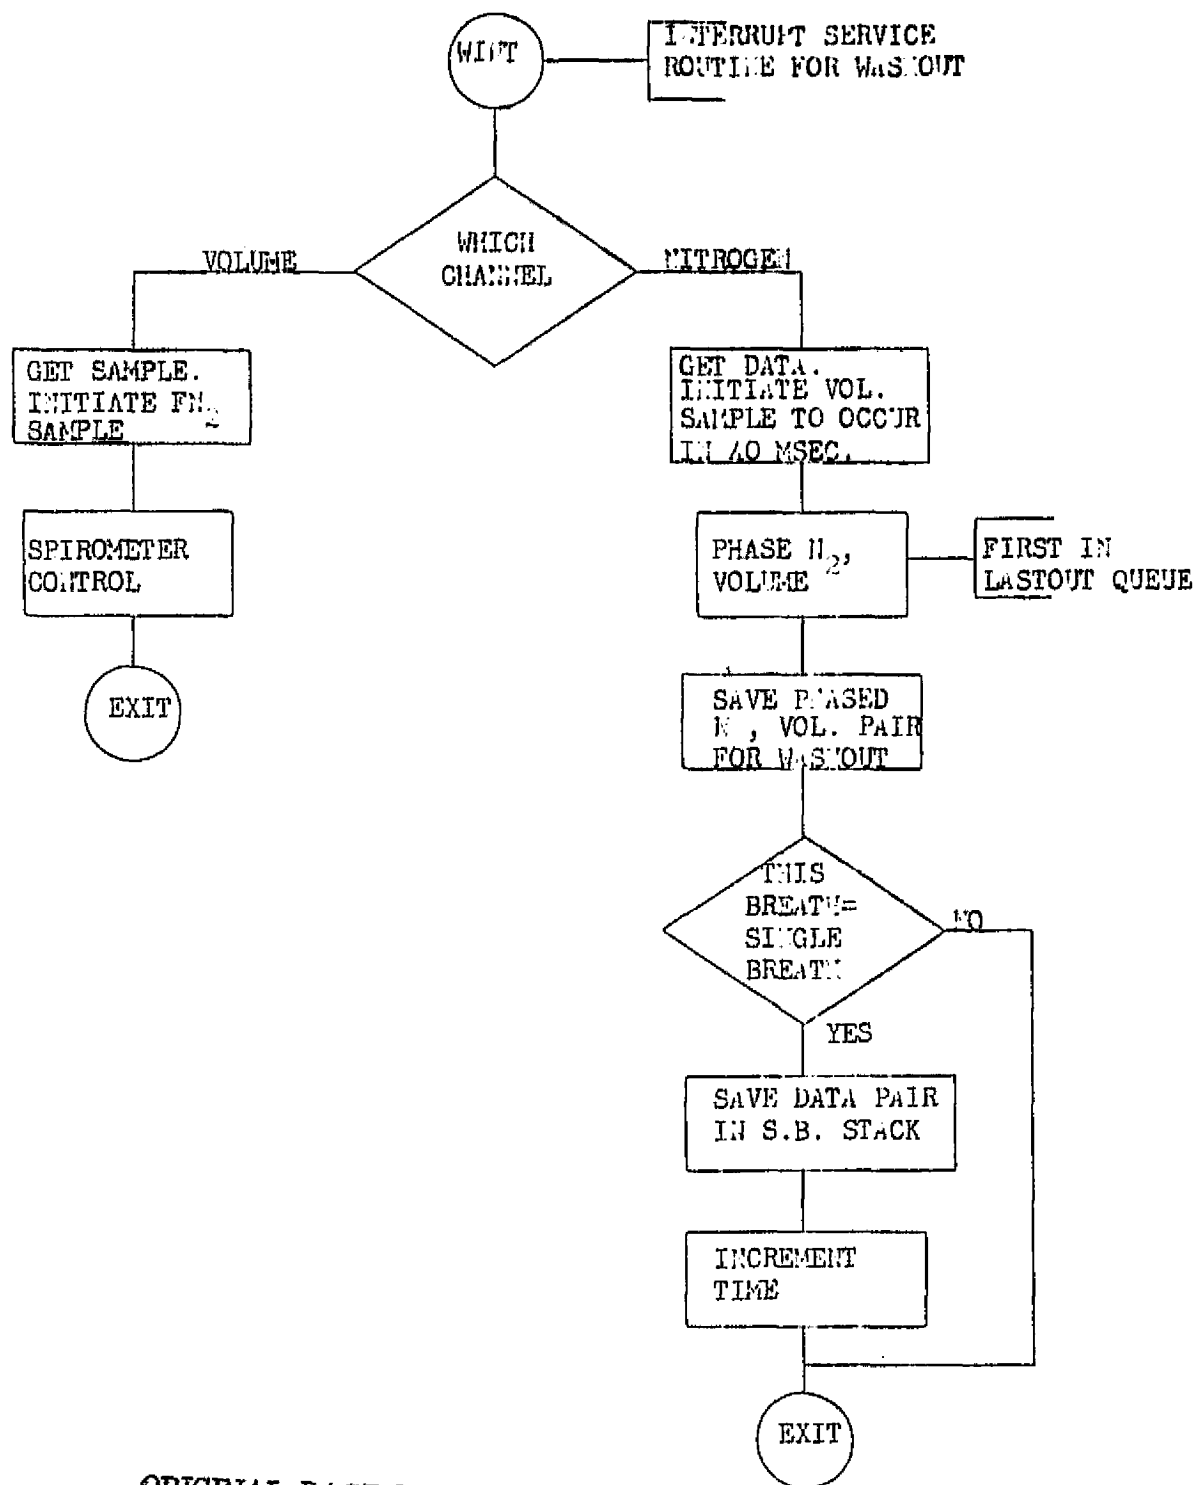 WINT
INTERRUPT SERVICE
ROUTINE FOR WASHOUT
WHICH
CHANNEL
VOLUME
NITROGEN
GET SAMPLE.
INITIATE FN2
SAMPLE
SPIROMETER
CONTROL
EXIT
GET DATA.
INITIATE VOL.
SAMPLE TO OCCUR
IN 40 MSEC.
PHASE N2,
VOLUME
FIRST IN
LASTOUT QUEUE
SAVE PHASED
N , VOL. PAIR
FOR WASHOUT
THIS
BREATH=
SINGLE
BREATH
NO
YES
SAVE DATA PAIR
IN S.B. STACK
INCREMENT
TIME
EXIT
ORIGINAL